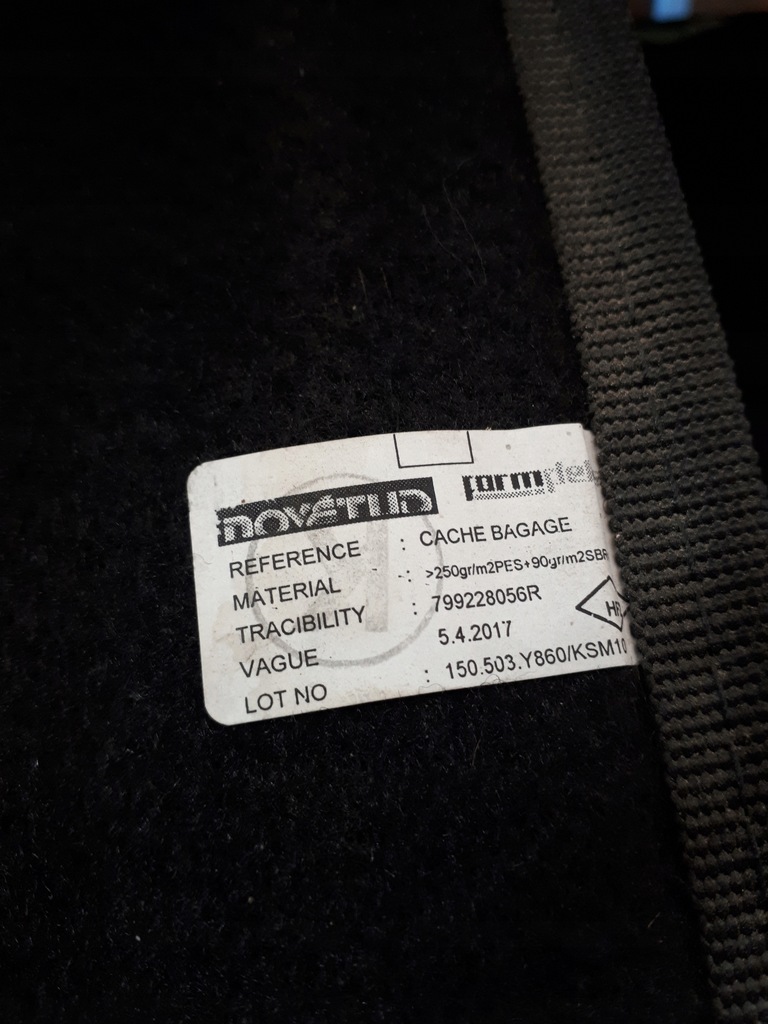 NOVÉTUD formplet
REFERENCE : CACHE BAGAGE
MATERIAL : >250gr/m2PES+90gr/m2SBR
TRACIBILITY : 799228056R
VAGUE 5.4.2017
LOT NO : 150.503.Y860/KSM10
K